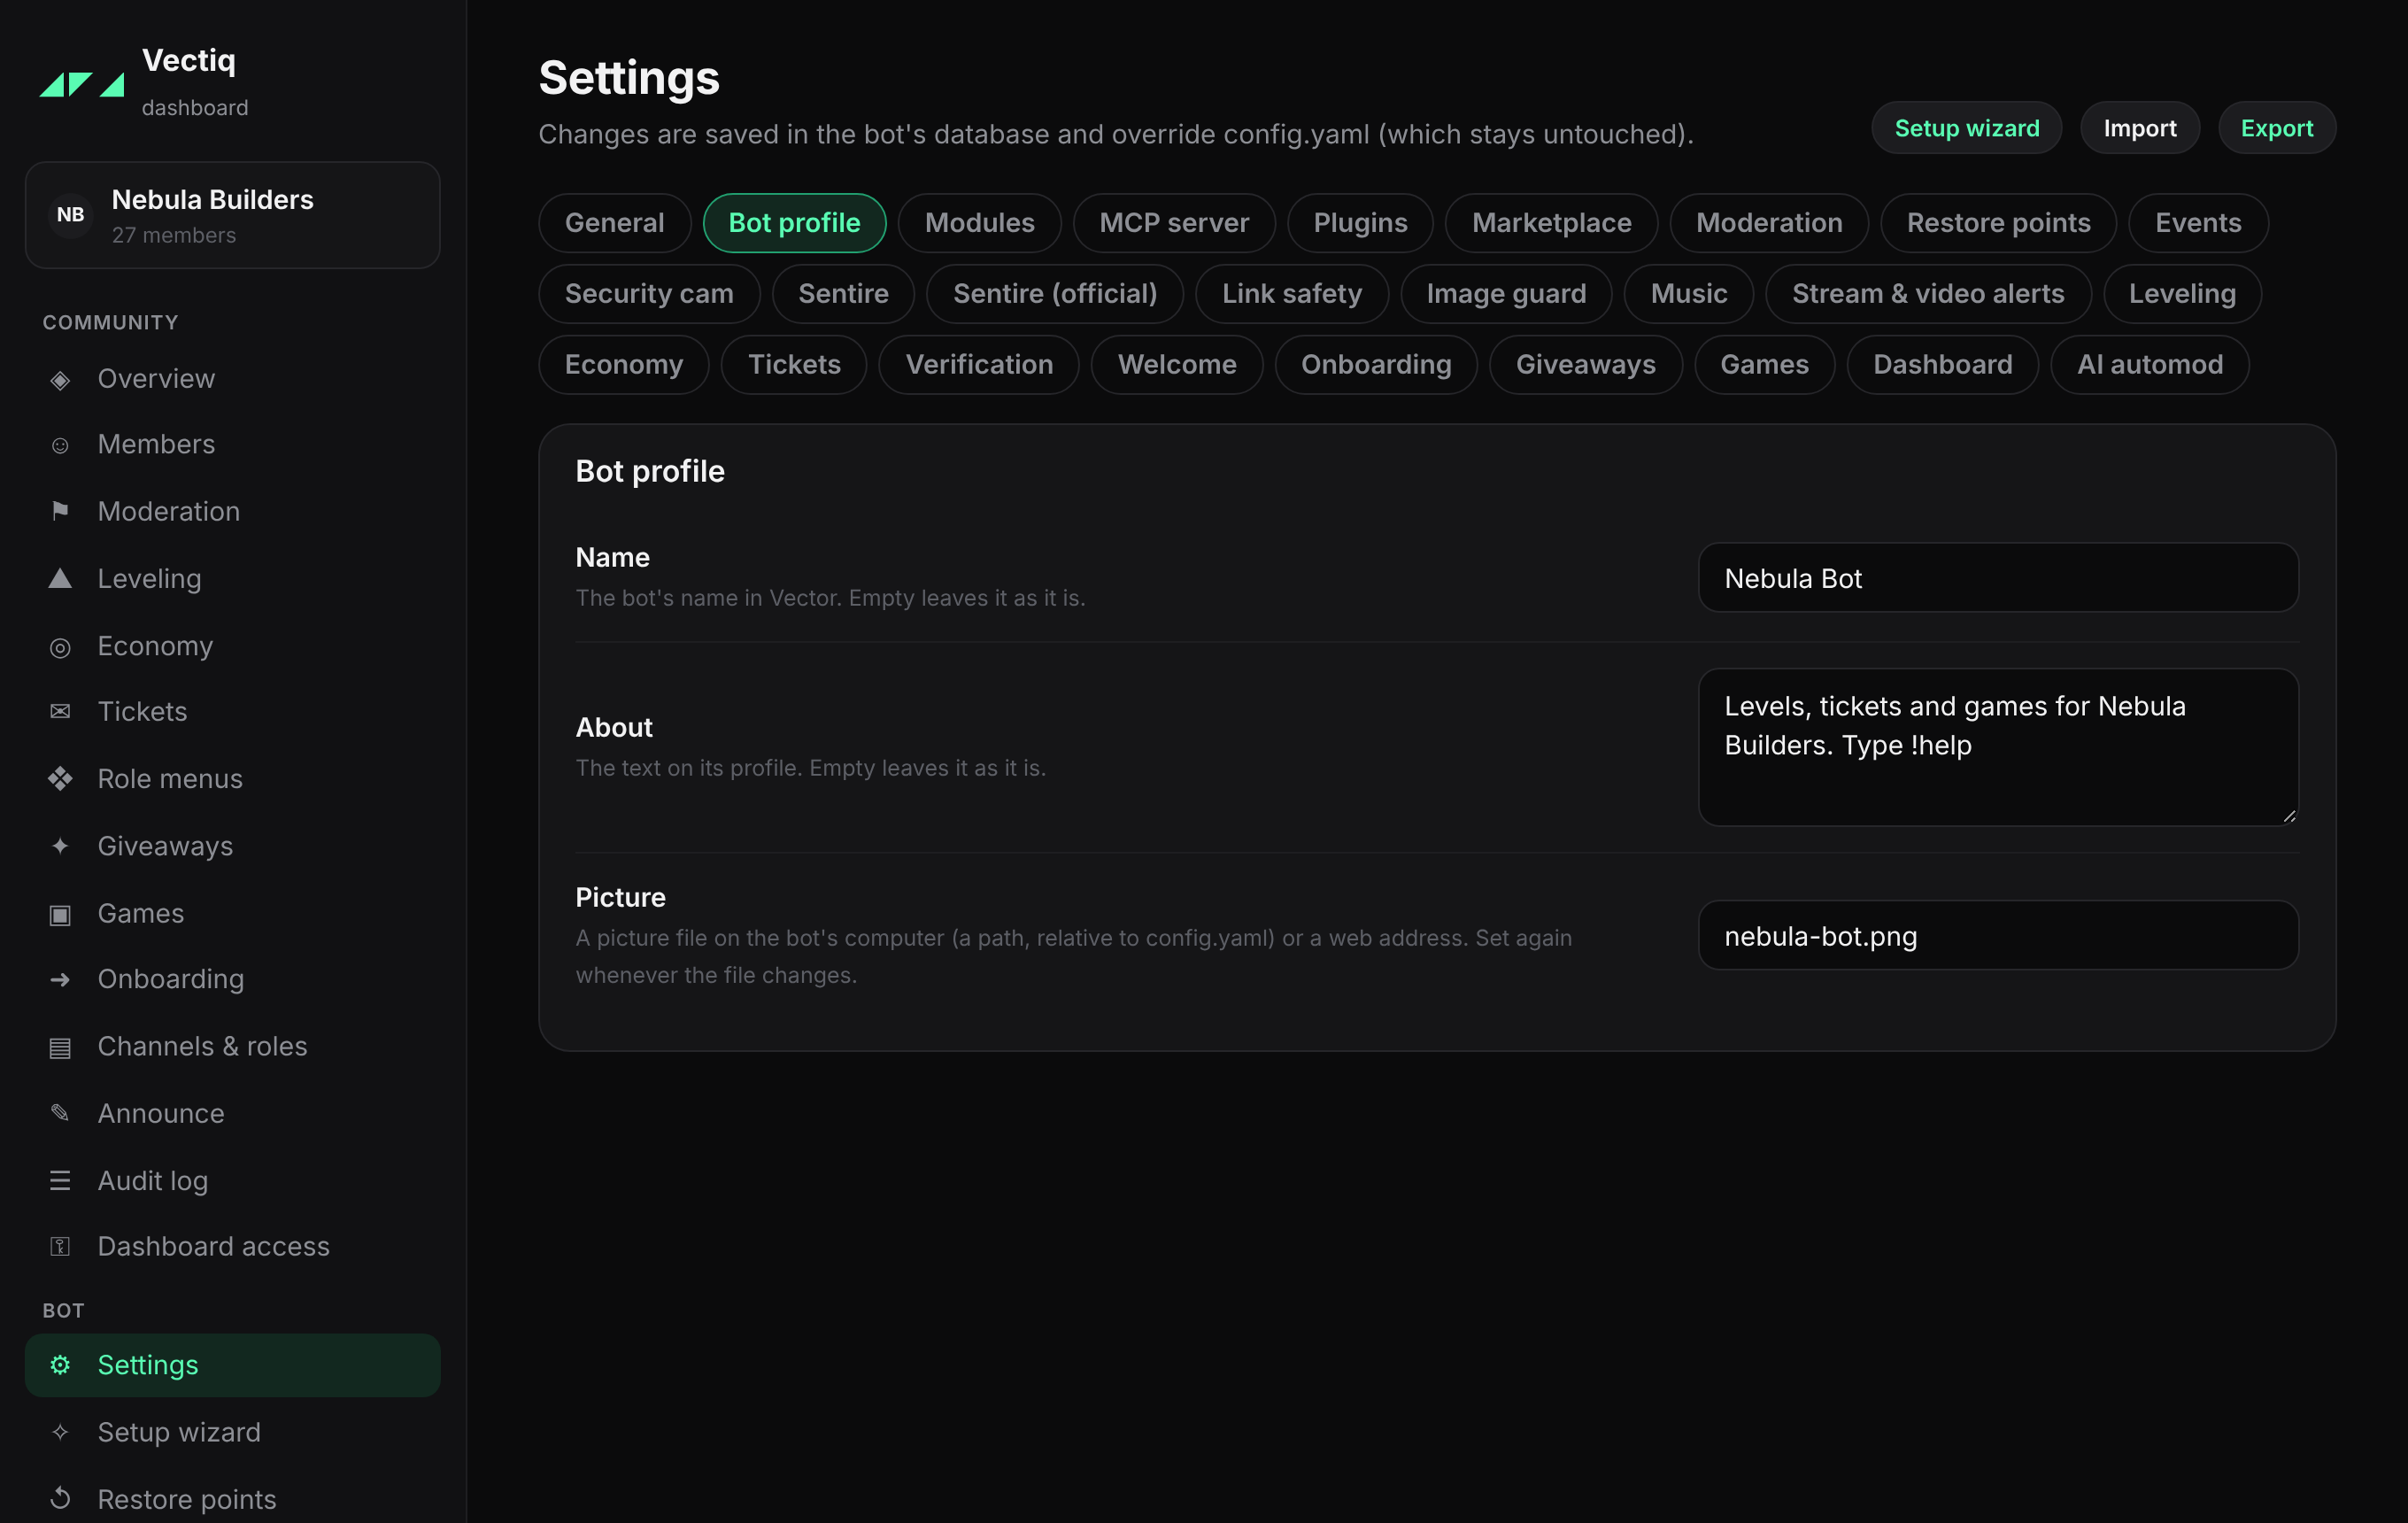 Vectiq
dashboard
NB
Nebula Builders
27 members
COMMUNITY
Overview
Members
Moderation
Leveling
Economy
Tickets
Role menus
Giveaways
Games
Onboarding
Channels & roles
Announce
Audit log
Dashboard access
BOT
Settings
Setup wizard
Restore points
Settings
Changes are saved in the bot's database and override config.yaml (which stays untouched).
Setup wizard
Import
Export
General
Bot profile
Modules
MCP server
Plugins
Marketplace
Moderation
Restore points
Events
Security cam
Sentire
Sentire (official)
Link safety
Image guard
Music
Stream & video alerts
Leveling
Economy
Tickets
Verification
Welcome
Onboarding
Giveaways
Games
Dashboard
AI automod
Bot profile
Name
The bot's name in Vector. Empty leaves it as it is.
Nebula Bot
About
The text on its profile. Empty leaves it as it is.
Levels, tickets and games for Nebula
Builders. Type !help
Picture
A picture file on the bot's computer (a path, relative to config.yaml) or a web address. Set again
whenever the file changes.
nebula-bot.png